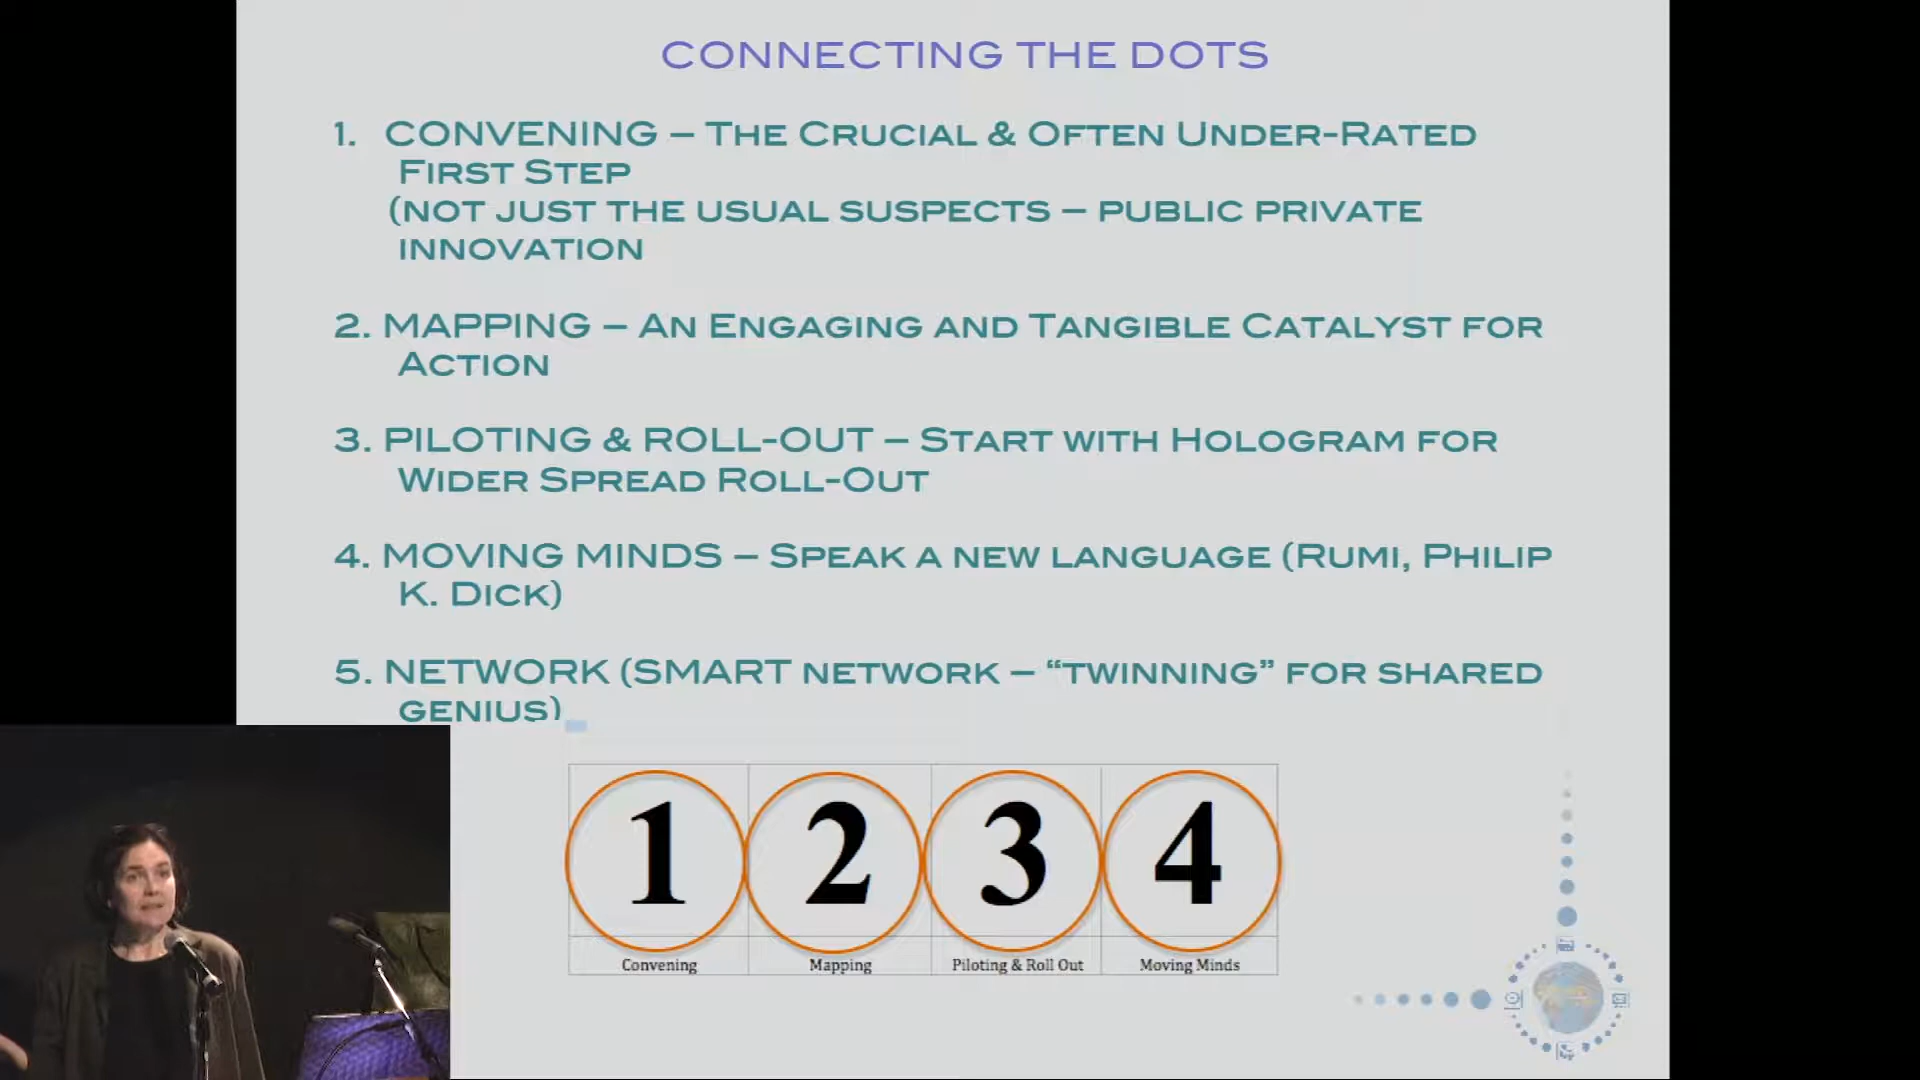 CONNECTING THE DOTS
1. CONVENING – THE CRUCIAL & OFTEN UNDER-RATED
FIRST STEP
(NOT JUST THE USUAL SUSPECTS – PUBLIC PRIVATE
INNOVATION
2. MAPPING – AN ENGAGING AND TANGIBLE CATALYST FOR
ACTION
3. PILOTING & ROLL-OUT – START WITH HOLOGRAM FOR
WIDER SPREAD ROLL-OUT
4. MOVING MINDS – SPEAK A NEW LANGUAGE (RUMI, PHILIP
K. DICK)
5. NETWORK (SMART NETWORK – “TWINNING” FOR SHARED
GENIUS)
1 2 3 4
Convening Mapping Piloting & Roll Out Moving Minds